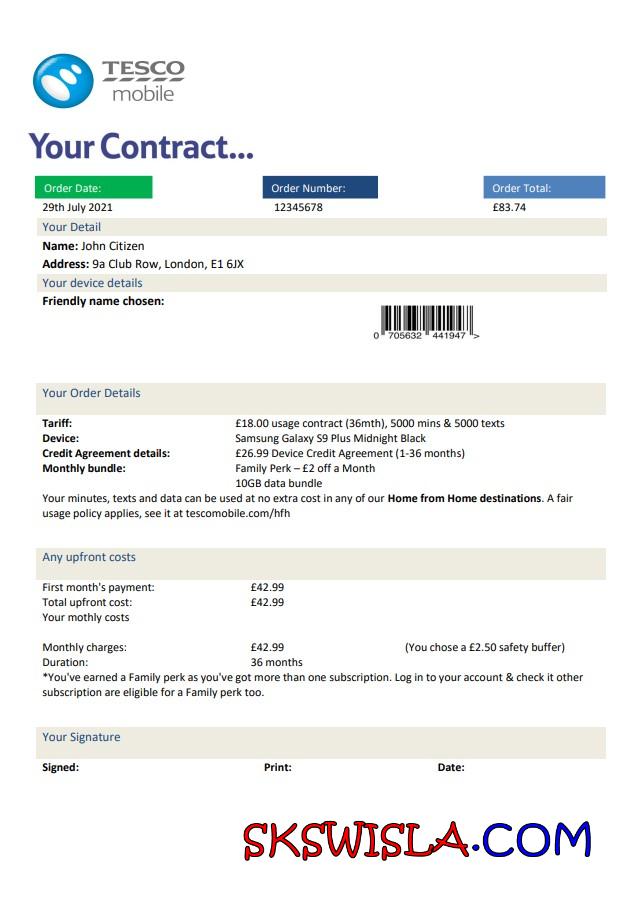 TESCO
mobile
Your Contract...
Order Date: Order Number: Order Total:
29th July 2021 12345678 £83.74
Your Detail
Name: John Citizen
Address: 9a Club Row, London, E1 6JX
Your device details
Friendly name chosen:
0 705632 441947 >
Your Order Details
Tariff: £18.00 usage contract (36mth), 5000 mins & 5000 texts
Device: Samsung Galaxy S9 Plus Midnight Black
Credit Agreement details: £26.99 Device Credit Agreement (1-36 months)
Monthly bundle: Family Perk – £2 off a Month
10GB data bundle
Your minutes, texts and data can be used at no extra cost in any of our Home from Home destinations. A fair
usage policy applies, see it at tescomobile.com/hfh
Any upfront costs
First month's payment: £42.99
Total upfront cost: £42.99
Your mothly costs
Monthly charges: £42.99 (You chose a £2.50 safety buffer)
Duration: 36 months
*You've earned a Family perk as you've got more than one subscription. Log in to your account & check it other
subscription are eligible for a Family perk too.
Your Signature
Signed: Print: Date:
SKSWISLA.COM